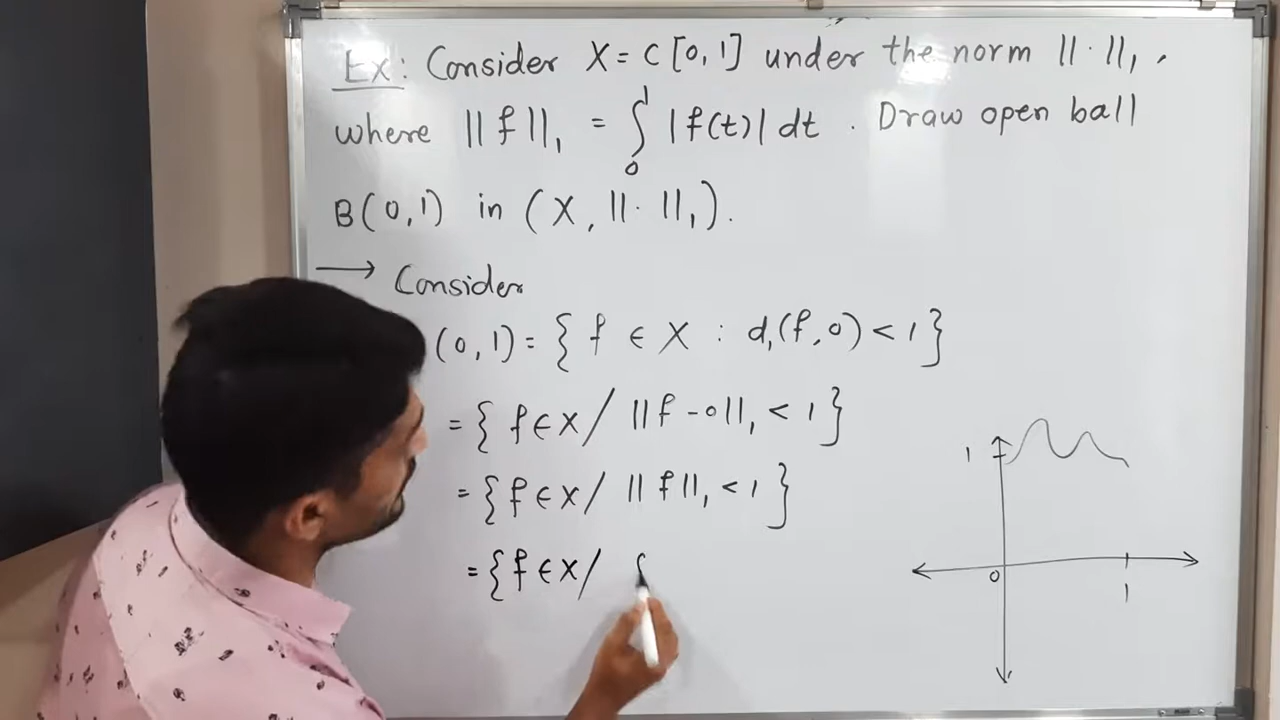 Ex: Consider X = C [0, 1] under the norm ||·||₁,
where ||f||₁ = ∫₀¹ |f(t)| dt . Draw open ball
B(0,1) in (X, ||·||₁).
→ Consider
(0,1) = { f ∈ X : d₁(f,0) < 1 }
= { f ∈ X / ||f - 0||₁ < 1 }
= { f ∈ X / ||f||₁ < 1 }
= { f ∈ X / ∫
1
0
1